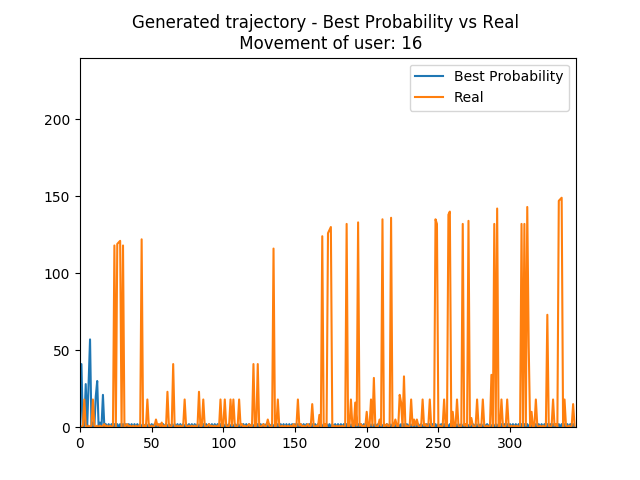 Generated trajectory - Best Probability vs Real
Movement of user: 16
Best Probability
Real
200
150
100
50
0
0 50 100 150 200 250 300